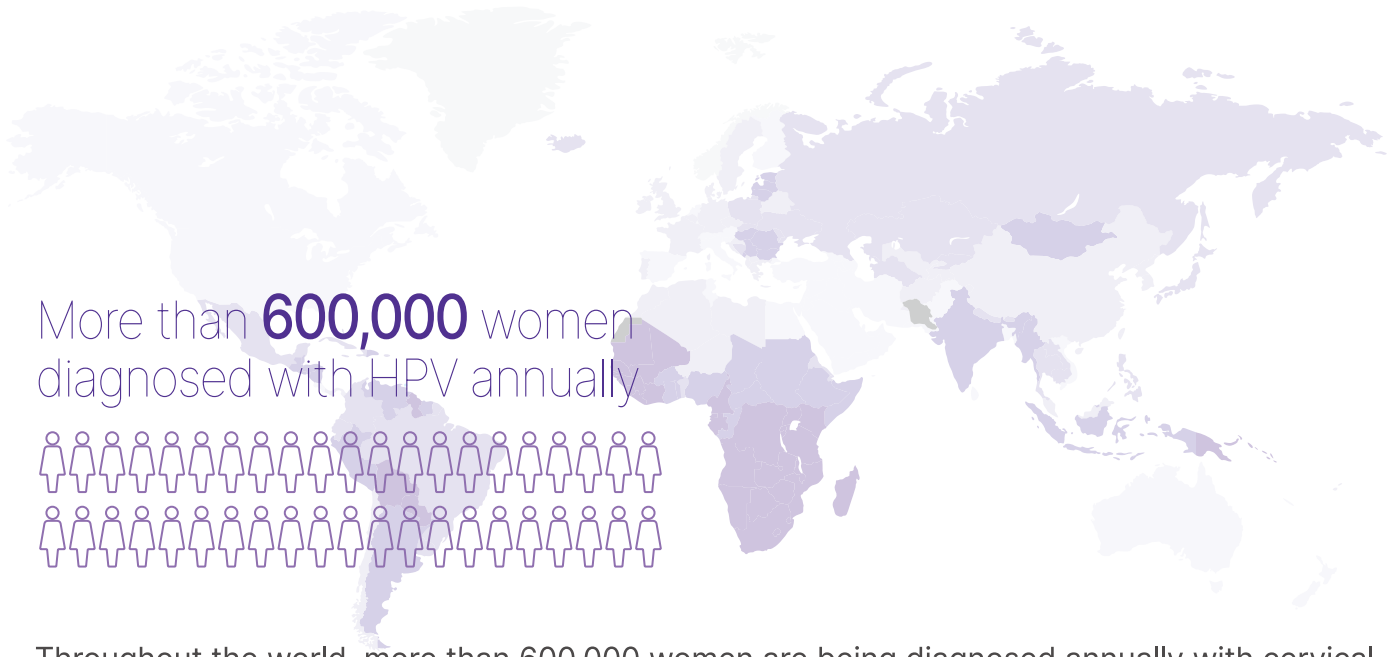 More than 600,000 women
diagnosed with HPV annually
Throughout the world, more than 600,000 women are being diagnosed annually with cervical